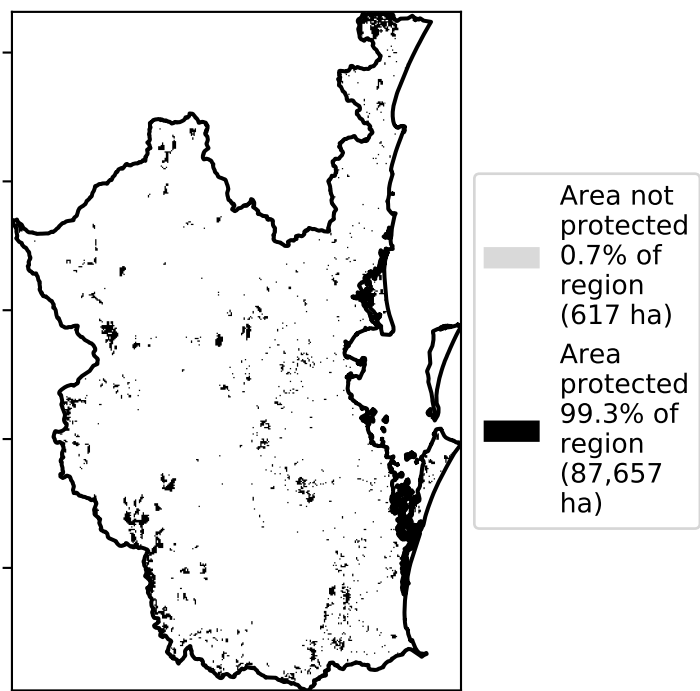 Area not
protected
0.7% of
region
(617 ha)
Area
protected
99.3% of
region
(87,657
ha)